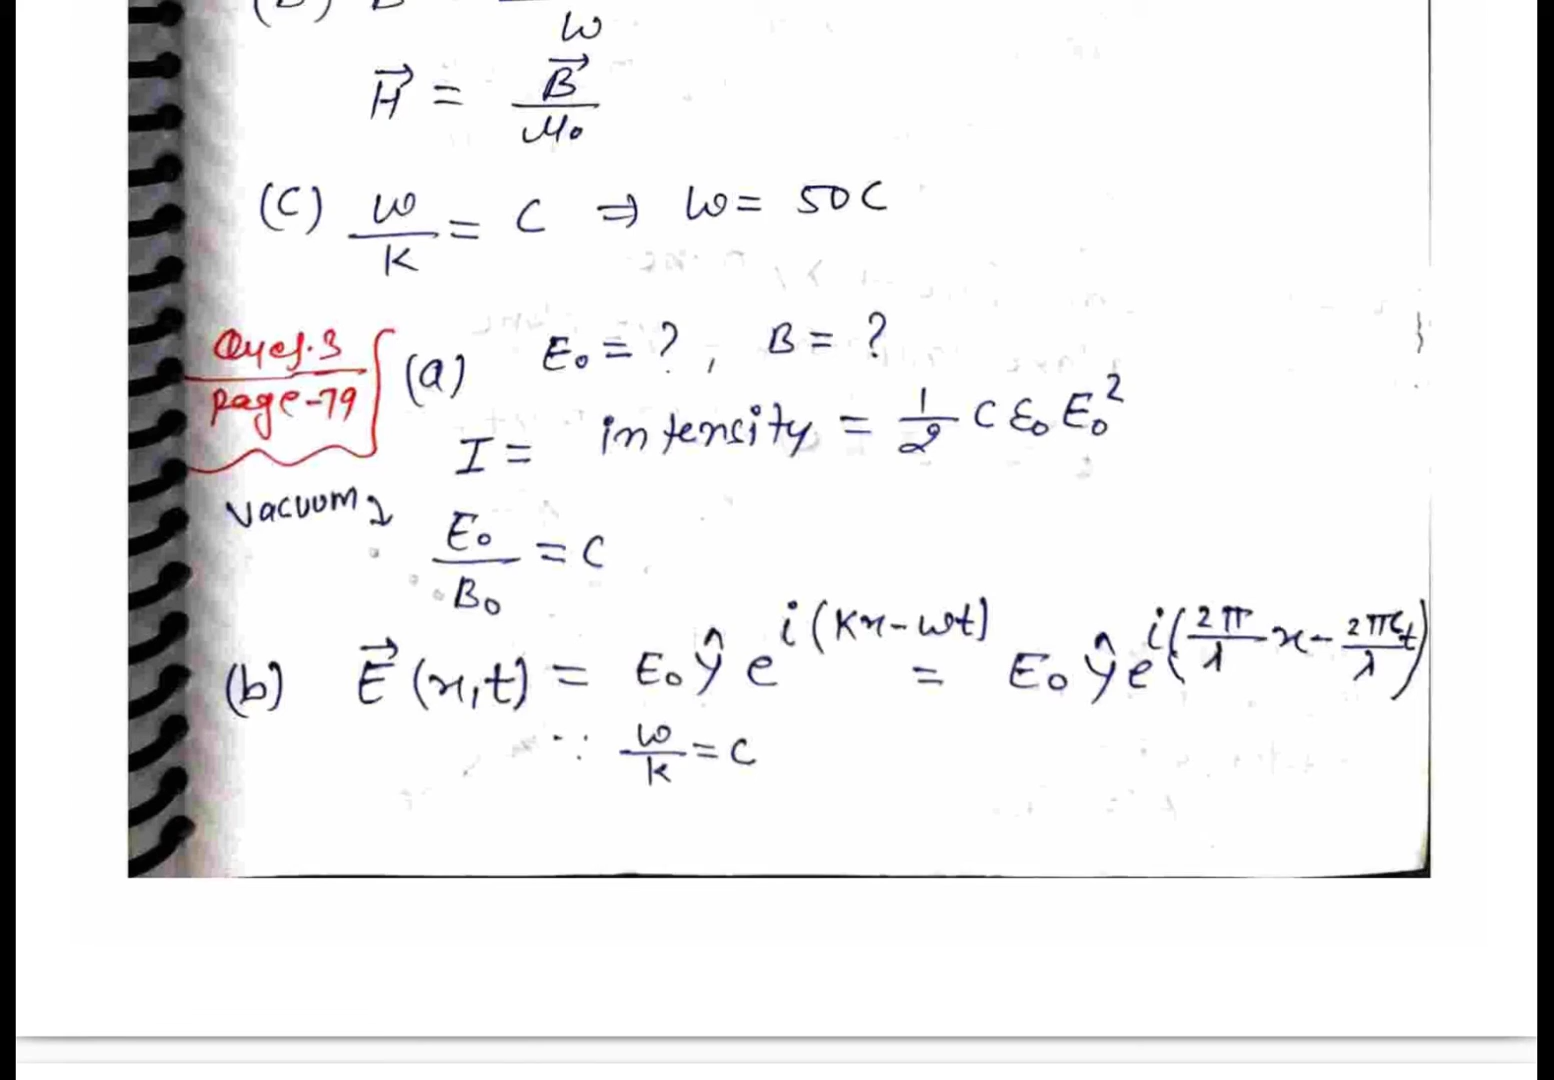 ω
H⃗ = B⃗ / μ₀
(C) ω/k = C ⇒ ω = 50C
Ques.3
Page-79
(a) E₀ = ?, B = ?
I = intensity = 1/2 C ε₀ E₀²
Vacuum
E₀/B₀ = C
(b) E⃗ (x,t) = E₀ ŷ e^i(kx-ωt) = E₀ ŷ e^i(2π/λ x - 2πc/λ t)
∵ ω/k = C